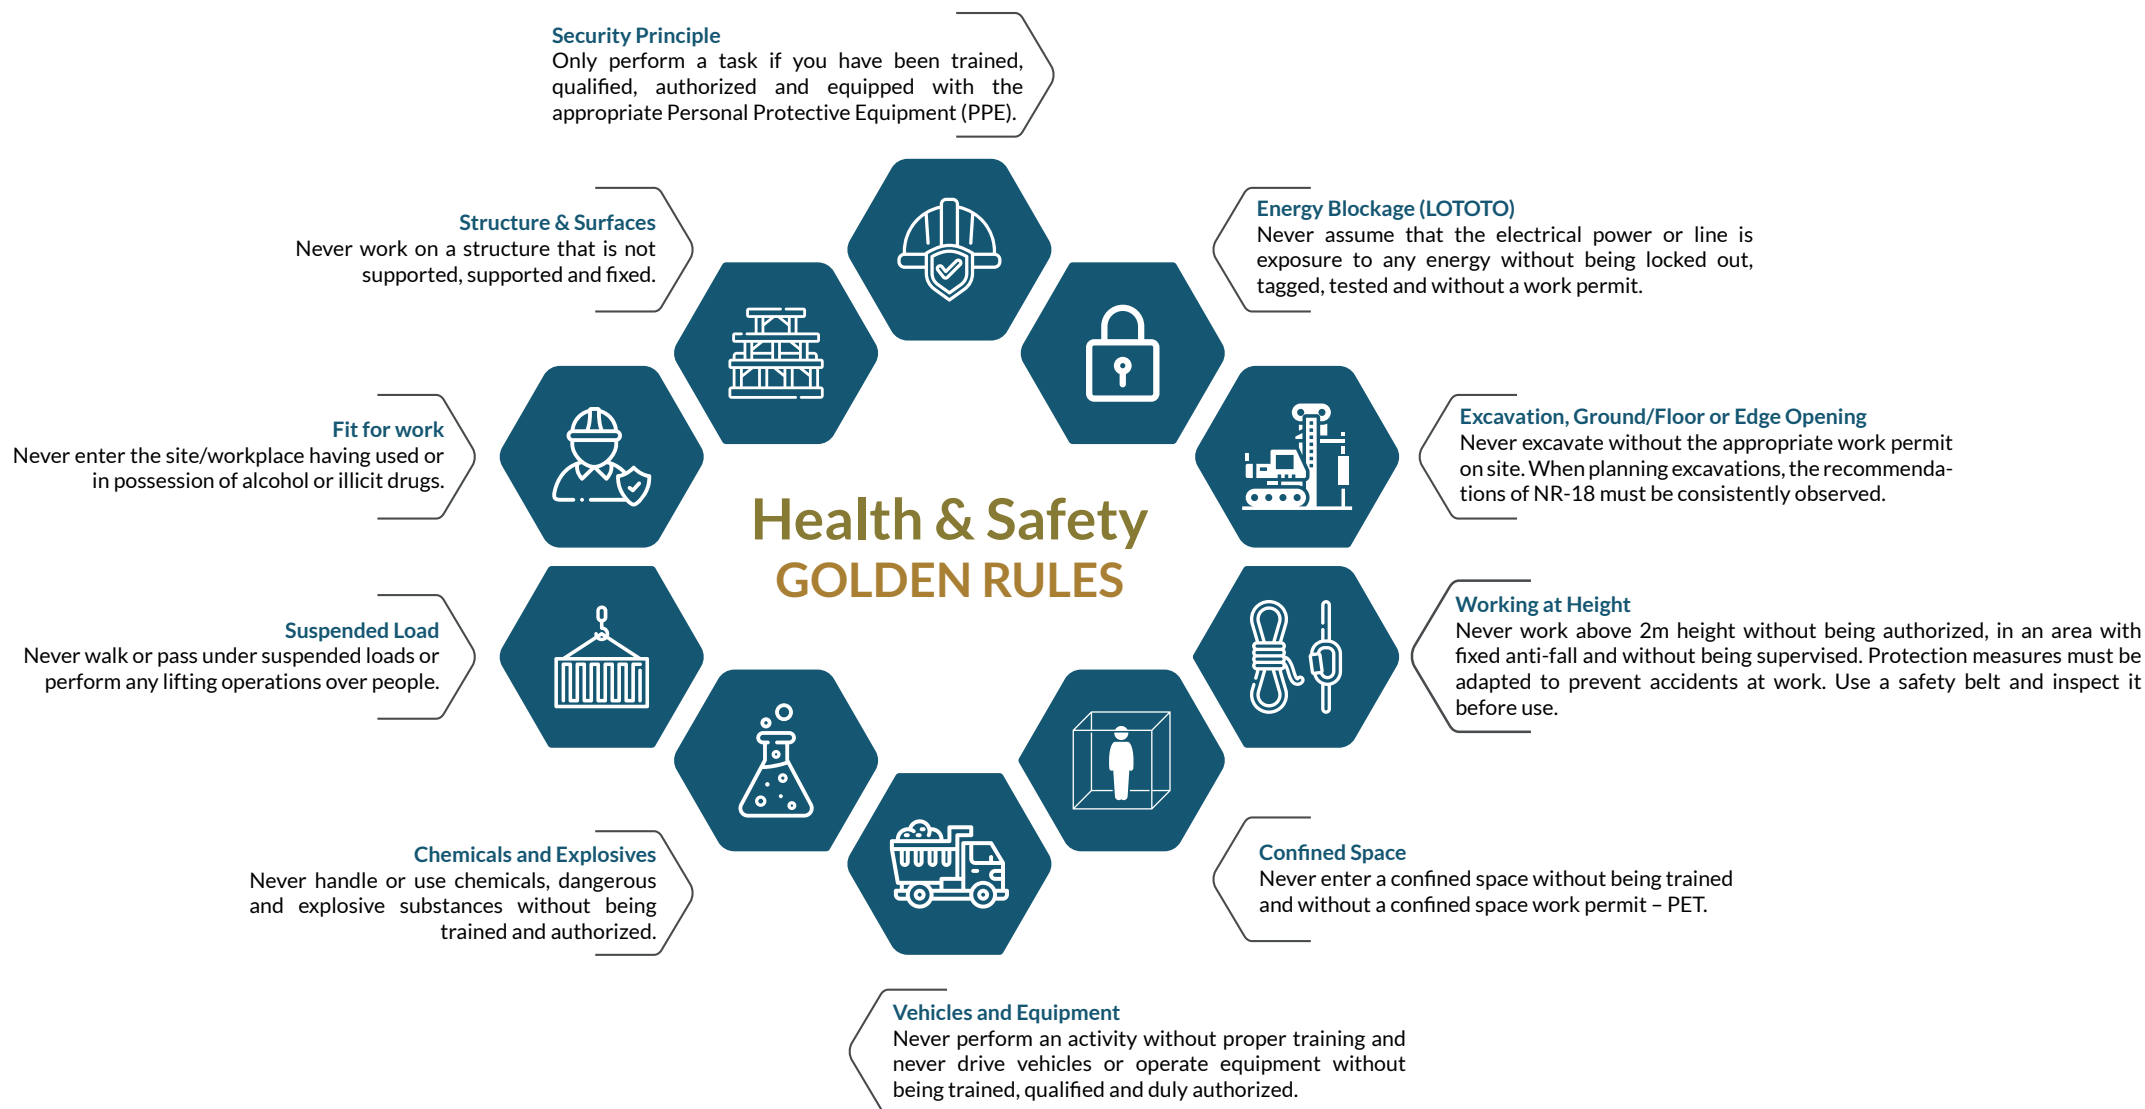 Security Principle
Only perform a task if you have been trained,
qualified, authorized and equipped with the
appropriate Personal Protective Equipment (PPE).
Structure & Surfaces
Never work on a structure that is not
supported, supported and fixed.
Energy Blockage (LOTOTO)
Never assume that the electrical power or line is
exposure to any energy without being locked out,
tagged, tested and without a work permit.
Fit for work
Never enter the site/workplace having used or
in possession of alcohol or illicit drugs.
Excavation, Ground/Floor or Edge Opening
Never excavate without the appropriate work permit
on site. When planning excavations, the recommenda-
tions of NR-18 must be consistently observed.
Health & Safety
GOLDEN RULES
Suspended Load
Never walk or pass under suspended loads or
perform any lifting operations over people.
Working at Height
Never work above 2m height without being authorized, in an area with
fixed anti-fall and without being supervised. Protection measures must be
adapted to prevent accidents at work. Use a safety belt and inspect it
before use.
Chemicals and Explosives
Never handle or use chemicals, dangerous
and explosive substances without being
trained and authorized.
Confined Space
Never enter a confined space without being trained
and without a confined space work permit – PET.
Vehicles and Equipment
Never perform an activity without proper training and
never drive vehicles or operate equipment without
being trained, qualified and duly authorized.